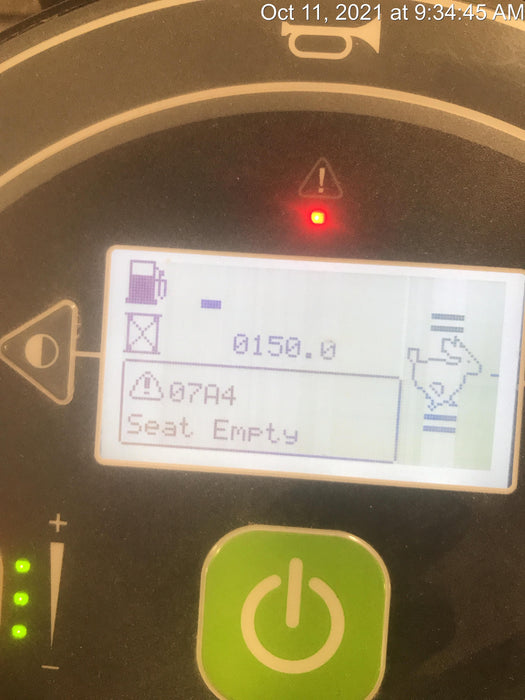 Oct 11, 2021 at 9:34:45 AM
0150.0
07A4
Seat Empty